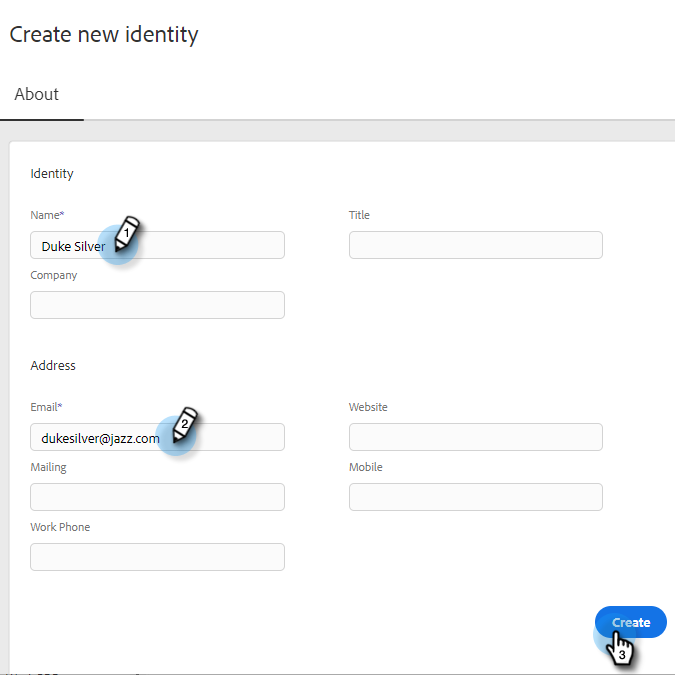 Create new identity
About
Identity
Name* Title
Duke Silver 1
Company
Address
Email* Website
dukesilver@jazz.com 2
Mailing Mobile
Work Phone
Create
3